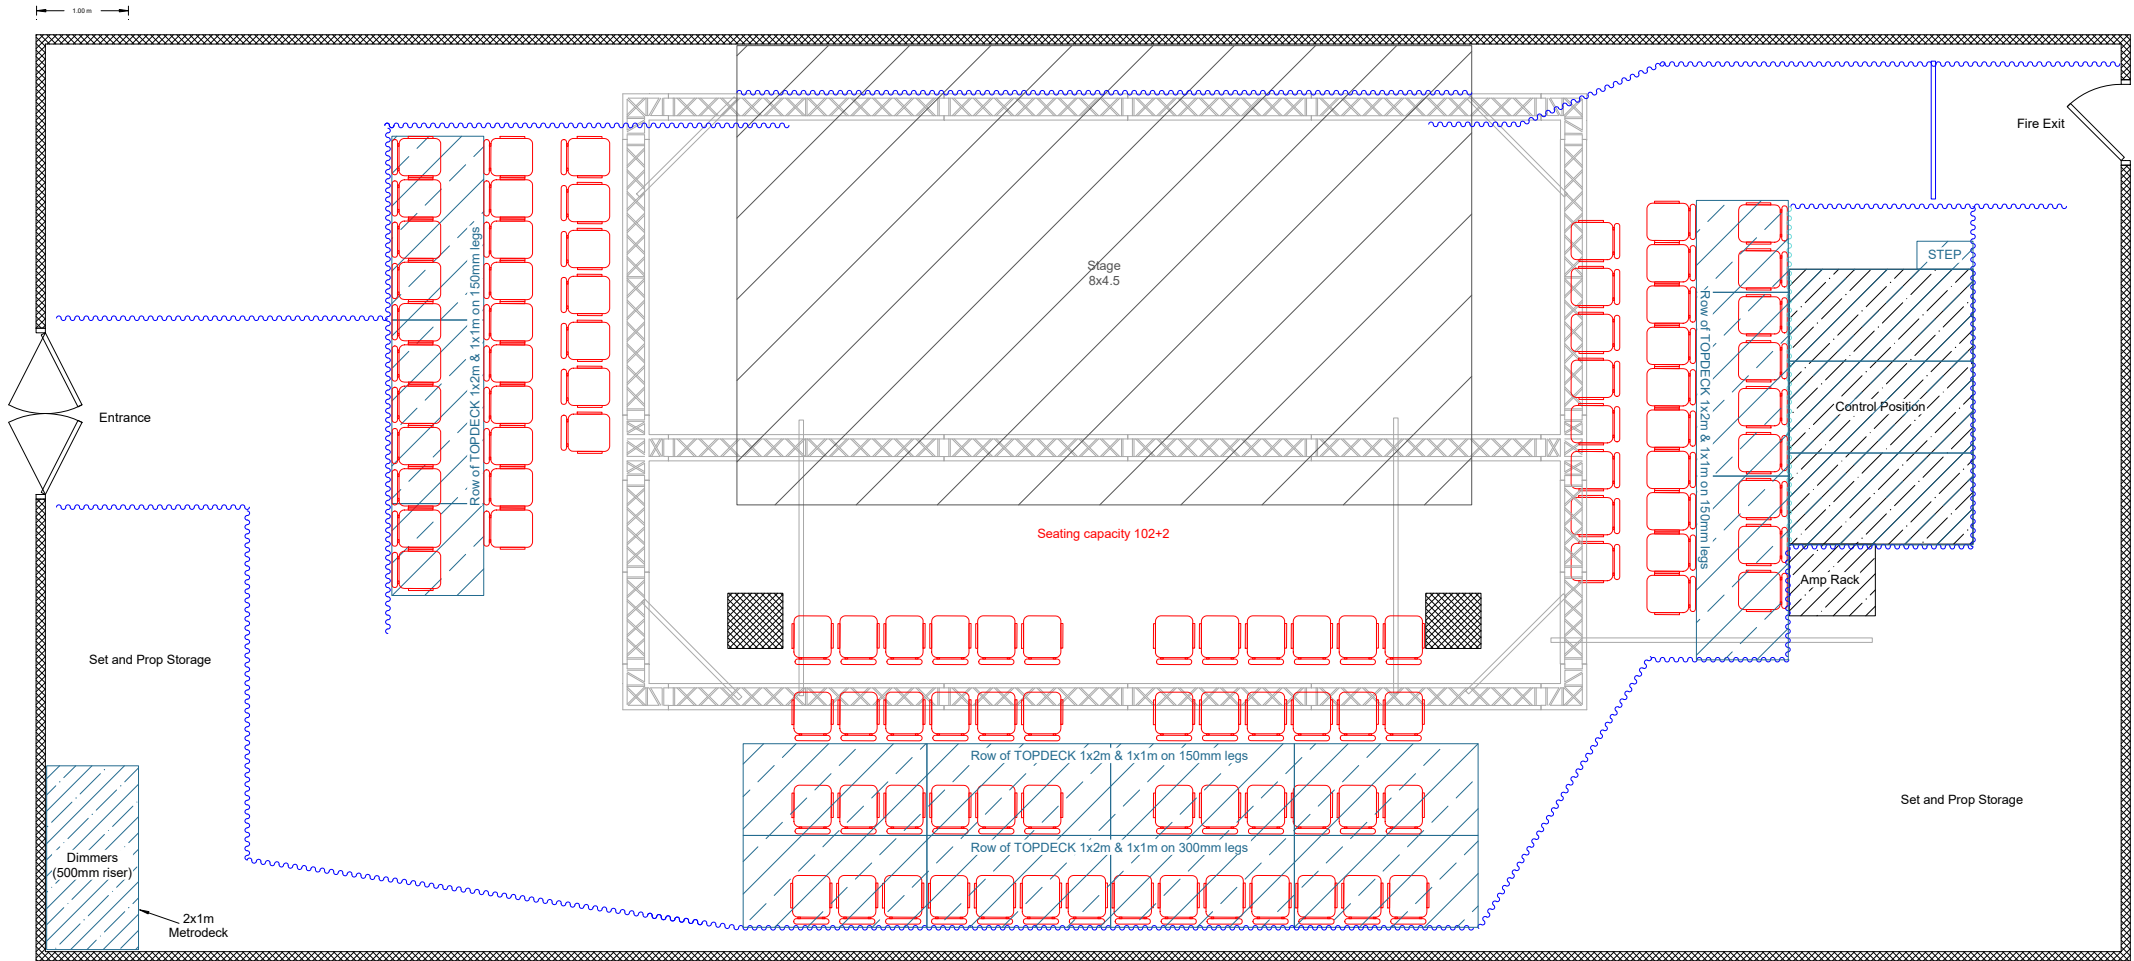 1.00 m
Fire Exit
STEP
Stage
8x4.5
Row of TOPDECK 1x2m & 1x1m on 150mm legs
Row of TOPDECK 1x2m & 1x1m on 150mm legs
Control Position
Entrance
Seating capacity 102+2
Amp Rack
Set and Prop Storage
Row of TOPDECK 1x2m & 1x1m on 150mm legs
Set and Prop Storage
Row of TOPDECK 1x2m & 1x1m on 300mm legs
Dimmers
(500mm riser)
2x1m
Metrodeck